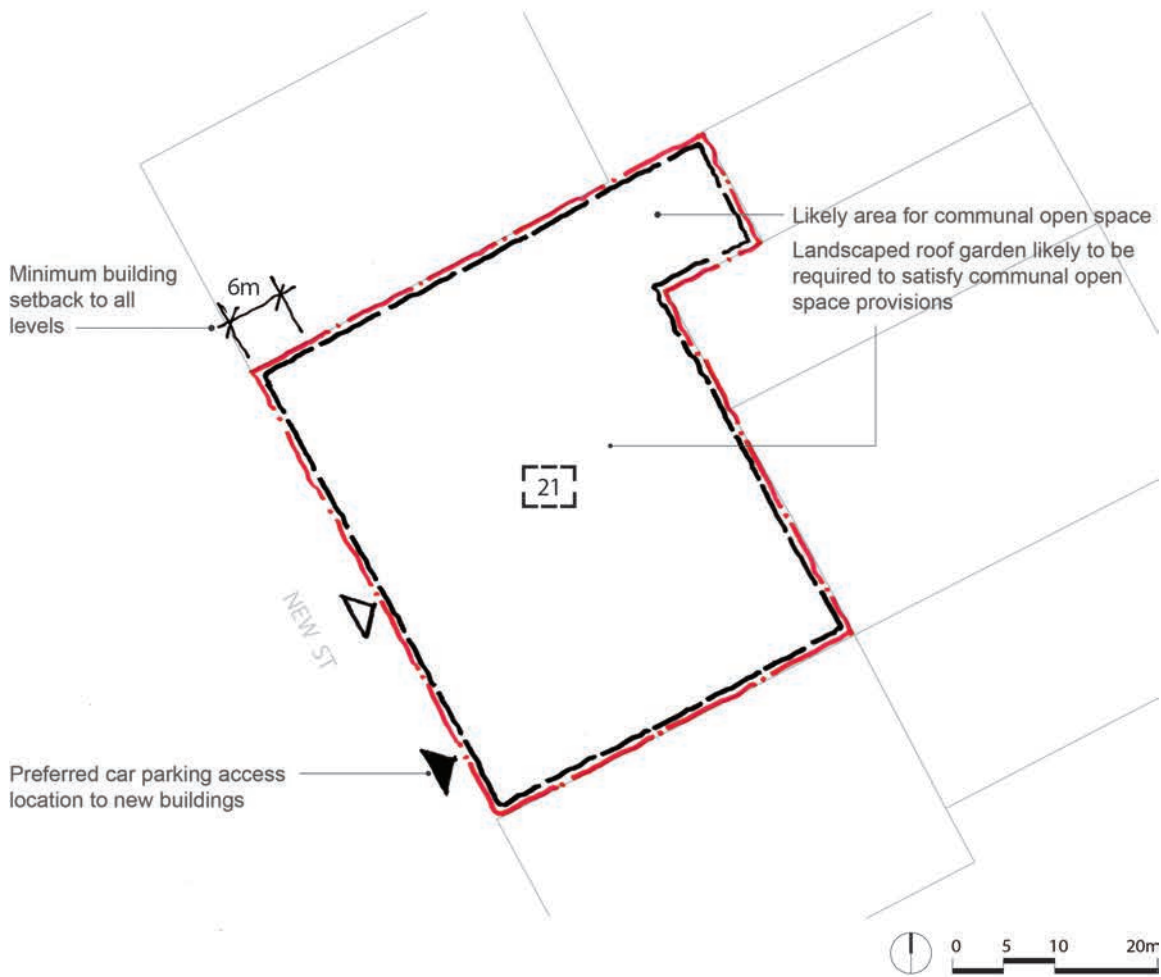 Likely area for communal open space
Landscaped roof garden likely to be
required to satisfy communal open
space provisions
Minimum building
setback to all
levels
6m
21
NEW ST
Preferred car parking access
location to new buildings
0 5 10 20m